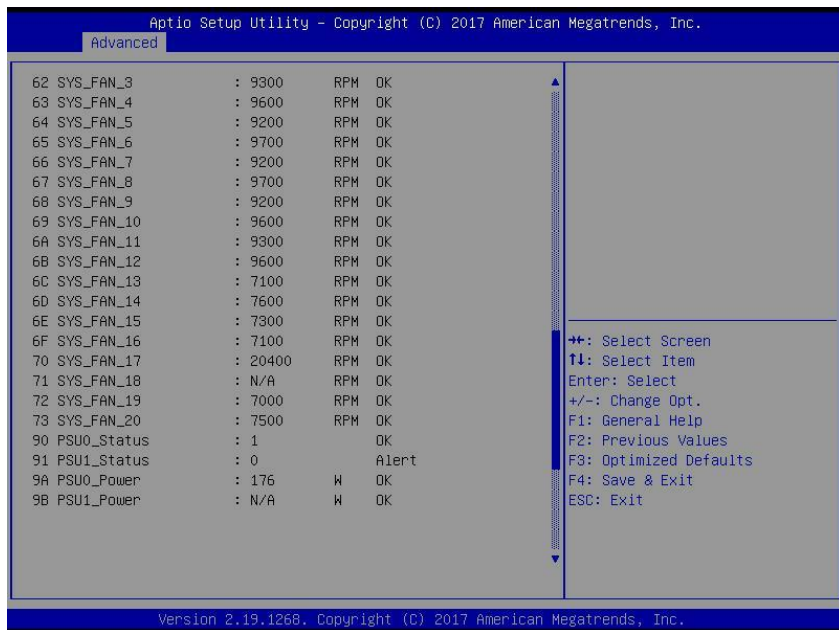 Aptio Setup Utility – Copyright (C) 2017 American Megatrends, Inc.
Advanced
62 SYS_FAN_3 : 9300 RPM OK
63 SYS_FAN_4 : 9600 RPM OK
64 SYS_FAN_5 : 9200 RPM OK
65 SYS_FAN_6 : 9700 RPM OK
66 SYS_FAN_7 : 9200 RPM OK
67 SYS_FAN_8 : 9700 RPM OK
68 SYS_FAN_9 : 9200 RPM OK
69 SYS_FAN_10 : 9600 RPM OK
6A SYS_FAN_11 : 9300 RPM OK
6B SYS_FAN_12 : 9600 RPM OK
6C SYS_FAN_13 : 7100 RPM OK
6D SYS_FAN_14 : 7600 RPM OK
6E SYS_FAN_15 : 7300 RPM OK
6F SYS_FAN_16 : 7100 RPM OK
70 SYS_FAN_17 : 20400 RPM OK
71 SYS_FAN_18 : N/A RPM OK
72 SYS_FAN_19 : 7000 RPM OK
73 SYS_FAN_20 : 7500 RPM OK
90 PSU0_Status : 1 OK
91 PSU1_Status : 0 Alert
9A PSU0_Power : 176 W OK
9B PSU1_Power : N/A W OK
→←: Select Screen
↑↓: Select Item
Enter: Select
+/-: Change Opt.
F1: General Help
F2: Previous Values
F3: Optimized Defaults
F4: Save & Exit
ESC: Exit
Version 2.19.1268. Copyright (C) 2017 American Megatrends, Inc.